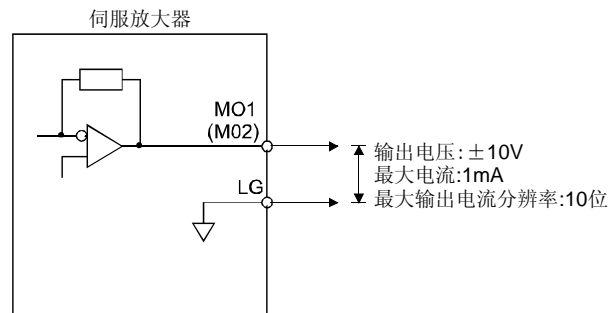 伺服放大器
MO1
(M02)
LG
输出电压:±10V
最大电流:1mA
最大输出电流分辨率:10位